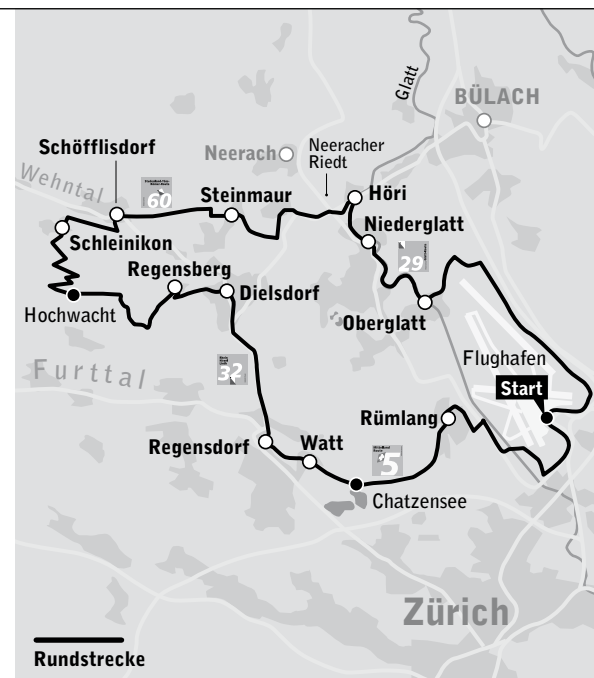 Glatt
BÜLACH
Schöfflisdorf
Neerach
Neeracher
Riedt
Wehntal
60
Steinmaur
Höri
Niederglatt
Schleinikon
29
Regensberg
Dielsdorf
Hochwacht
Oberglatt
Flughafen
Furttal
32
Start
Rümlang
Regensdorf
Watt
5
Chatzensee
Zürich
Rundstrecke